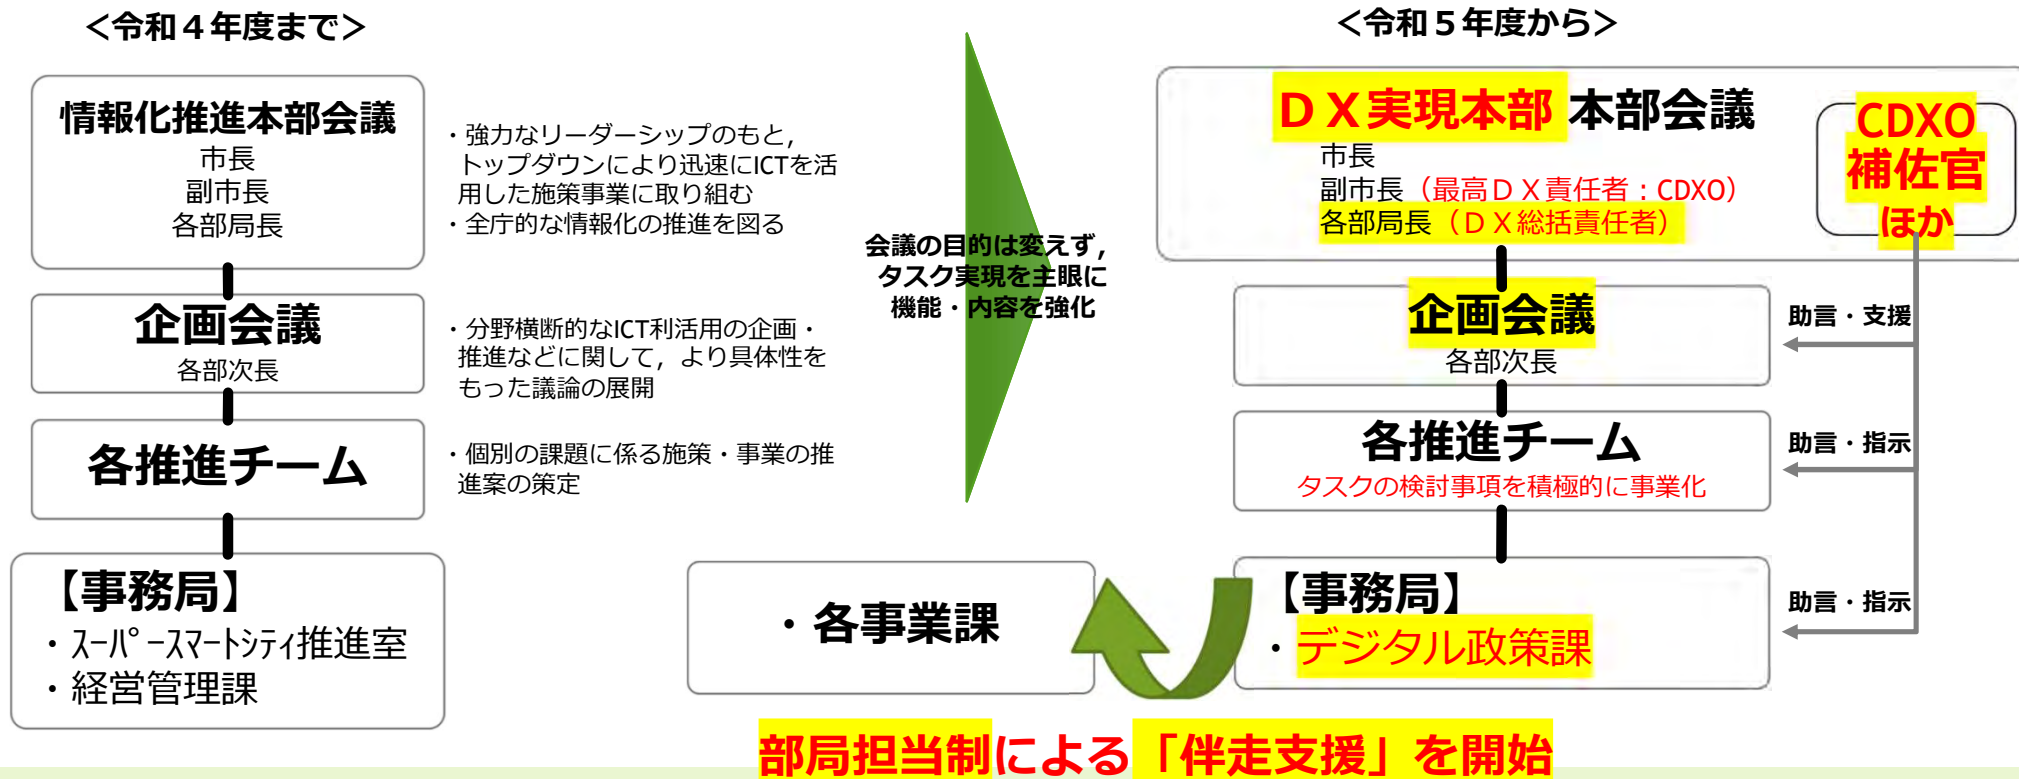 ＜令和４年度まで＞
情報化推進本部会議
市長
副市長
各部局長
・強力なリーダーシップのもと，
トップダウンにより迅速にICTを活
用した施策事業に取り組む
・全庁的な情報化の推進を図る
企画会議
各部次長
・分野横断的なICT利活用の企画・
推進などに関して，より具体性を
もった議論の展開
各推進チーム
・個別の課題に係る施策・事業の推
進案の策定
【事務局】
・ｽｰﾊﾟｰｽﾏｰﾄｼﾃｨ推進室
・経営管理課
会議の目的は変えず，
タスク実現を主眼に
機能・内容を強化
＜令和５年度から＞
ＤＸ実現本部 本部会議
市長
副市長（最高ＤＸ責任者：CDXO）
各部局長（ＤＸ総括責任者）
CDXO
補佐官
ほか
企画会議
各部次長
助言・支援
各推進チーム
タスクの検討事項を積極的に事業化
助言・指示
【事務局】
・デジタル政策課
助言・指示
・各事業課
部局担当制による「伴走支援」を開始